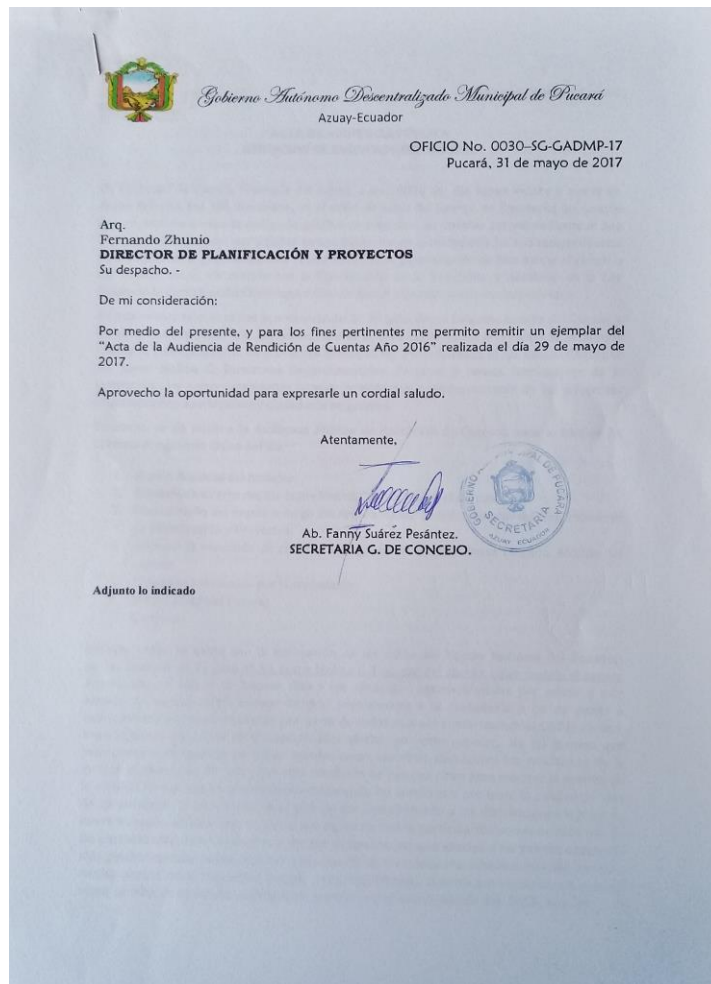 Gobierno Autónomo Descentralizado Municipal de Pucará
Azuay-Ecuador
OFICIO No. 0030–SG-GADMP-17
Pucará, 31 de mayo de 2017
Arq.
Fernando Zhunio
DIRECTOR DE PLANIFICACIÓN Y PROYECTOS
Su despacho. -
De mi consideración:
Por medio del presente, y para los fines pertinentes me permito remitir un ejemplar del
“Acta de la Audiencia de Rendición de Cuentas Año 2016” realizada el día 29 de mayo de
2017.
Aprovecho la oportunidad para expresarle un cordial saludo.
Atentamente,
GOBIERNO
MUNICIPAL DE PUCARA
SECRETARIA
AZUAY ECUADOR
Ab. Fanny Suárez Pesántez.
SECRETARIA G. DE CONCEJO.
Adjunto lo indicado